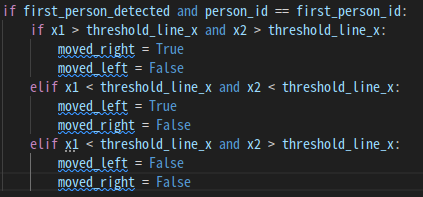 if first_person_detected and person_id == first_person_id:
    if x1 > threshold_line_x and x2 > threshold_line_x:
        moved_right = True
        moved_left = False
    elif x1 < threshold_line_x and x2 < threshold_line_x:
        moved_left = True
        moved_right = False
    elif x1 < threshold_line_x and x2 > threshold_line_x:
        moved_left = False
        moved_right = False